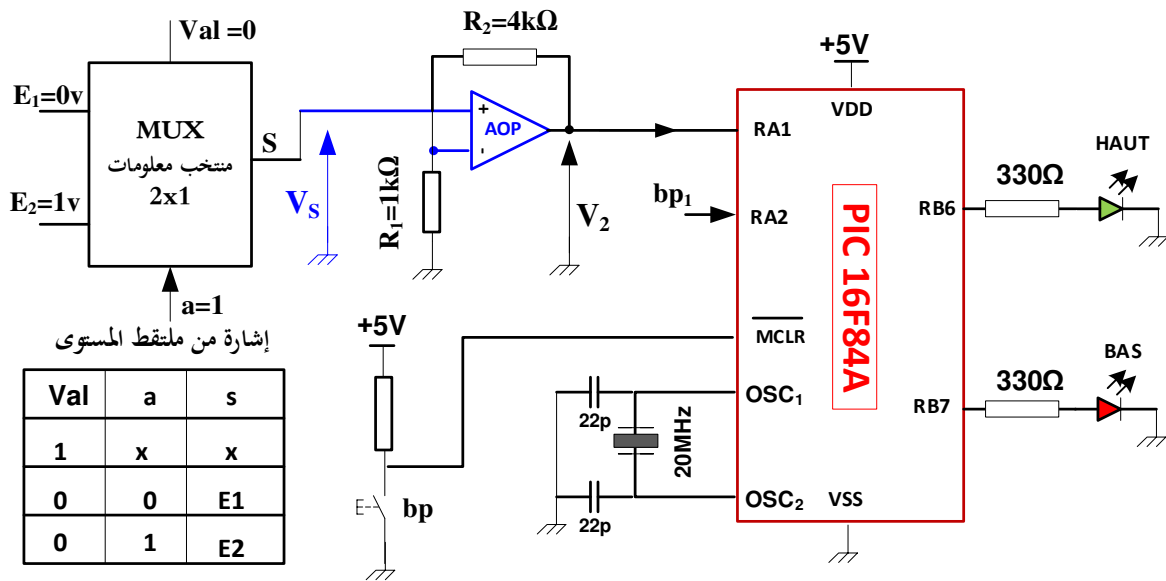 Val =0
E1=0v
MUX
منتخب معلومات
2x1
E2=1v
S
a=1
إشارة من ملتقط المستوى
VS
R2=4kΩ
+
AOP
-
R1=1kΩ
V2
bp1
+5V
VDD
RA1
RA2
PIC 16F84A
MCLR
OSC1
OSC2
VSS
RB6
RB7
330Ω
HAUT
330Ω
BAS
+5V
bp
22p
22p
20MHz
Val a s
1 x x
0 0 E1
0 1 E2